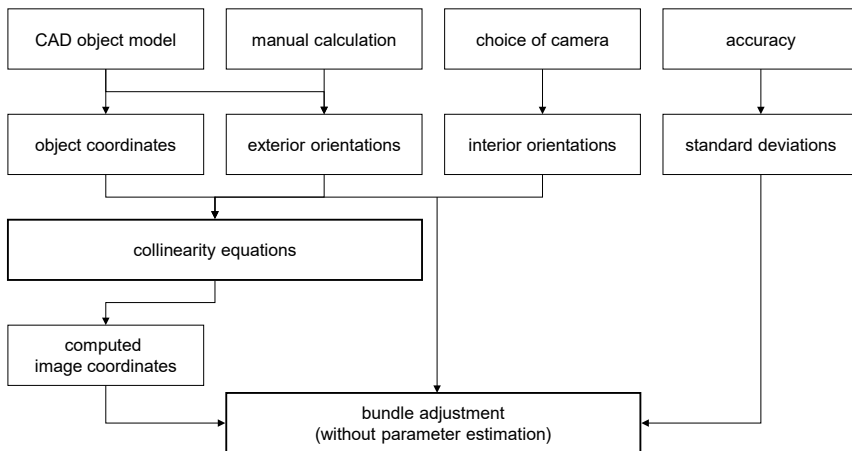 CAD object model
manual calculation
choice of camera
accuracy
object coordinates
exterior orientations
interior orientations
standard deviations
collinearity equations
computed
image coordinates
bundle adjustment
(without parameter estimation)